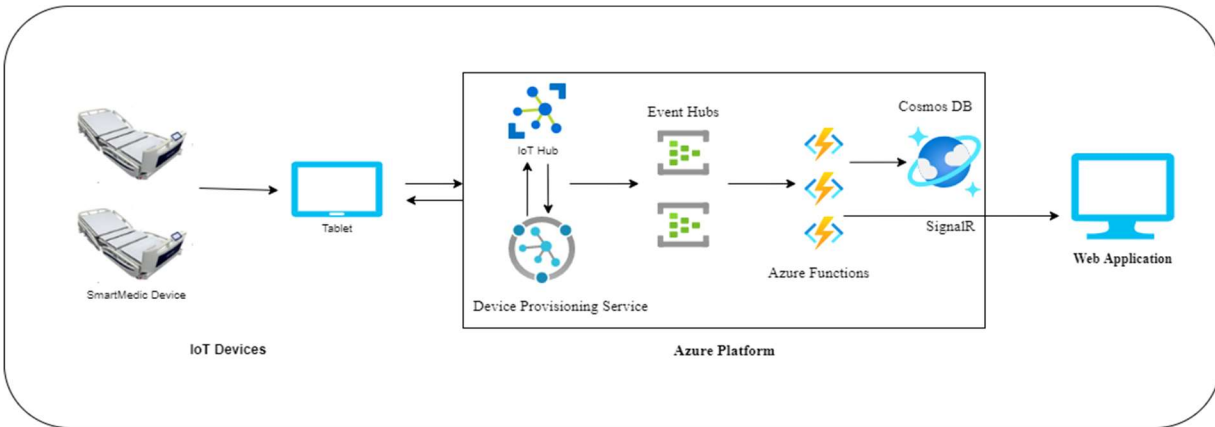 Event Hubs
Cosmos DB
IoT Hub
Tablet
SignalR
Web Application
Azure Functions
SmartMedic Device
Device Provisioning Service
IoT Devices
Azure Platform